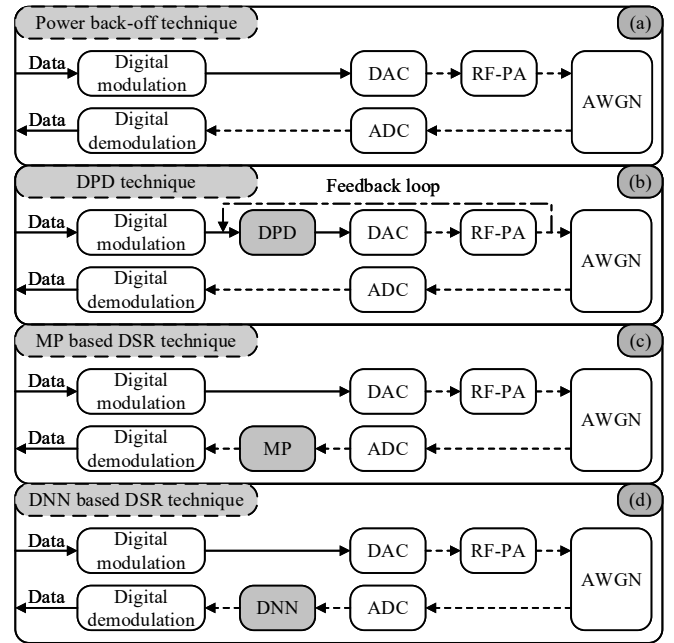 Power back-off technique (a)
Data Digital modulation DAC RF-PA AWGN
Data Digital demodulation ADC
DPD technique (b)
Feedback loop
Data Digital modulation DPD DAC RF-PA AWGN
Data Digital demodulation ADC
MP based DSR technique (c)
Data Digital modulation DAC RF-PA AWGN
Data Digital demodulation MP ADC
DNN based DSR technique (d)
Data Digital modulation DAC RF-PA AWGN
Data Digital demodulation DNN ADC